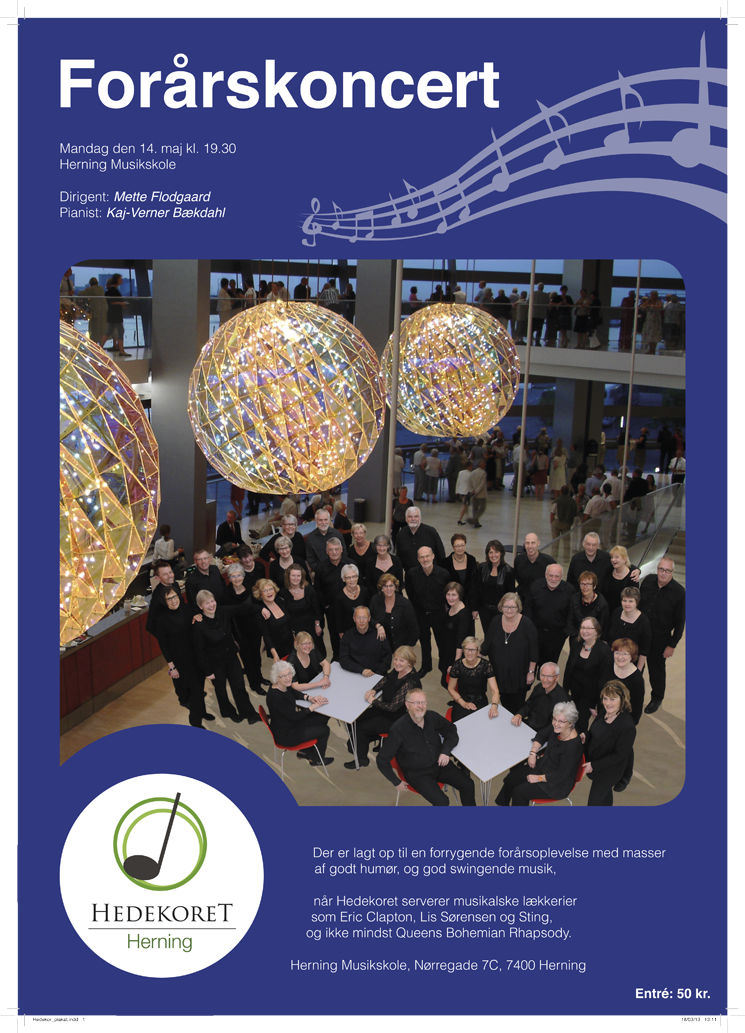 Forårskoncert
Mandag den 14. maj kl. 19.30
Herning Musikskole
Dirigent: Mette Flodgaard
Pianist: Kaj-Verner Bækdahl
HEDEKORET
Herning
Der er lagt op til en forrygende forårsoplevelse med masser
af godt humør, og god swingende musik,
når Hedekoret serverer musikalske lækkerier
som Eric Clapton, Lis Sørensen og Sting,
og ikke mindst Queens Bohemian Rhapsody.
Herning Musikskole, Nørregade 7C, 7400 Herning
Entré: 50 kr.
Hedekor_plakat.indd 1